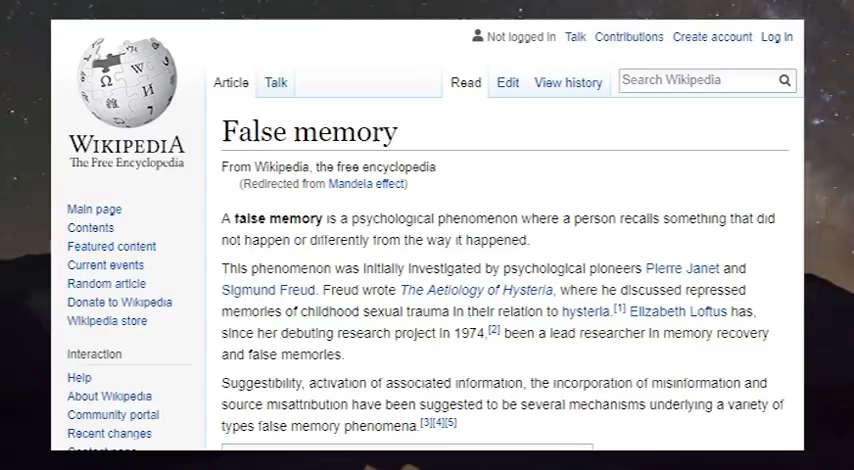 Not logged in Talk Contributions Create account Log in
Article Talk Read Edit View history Search Wikipedia
WIKIPEDIA
The Free Encyclopedia
False memory
From Wikipedia, the free encyclopedia
(Redirected from Mandela effect)
A false memory is a psychological phenomenon where a person recalls something that did
not happen or differently from the way it happened.
This phenomenon was initially investigated by psychological pioneers Pierre Janet and
Sigmund Freud. Freud wrote The Aetiology of Hysteria, where he discussed repressed
memories of childhood sexual trauma in their relation to hysteria.[1] Elizabeth Loftus has,
since her debuting research project in 1974,[2] been a lead researcher in memory recovery
and false memories.
Suggestibility, activation of associated information, the incorporation of misinformation and
source misattribution have been suggested to be several mechanisms underlying a variety of
types false memory phenomena.[3][4][5]
Main page
Contents
Featured content
Current events
Random article
Donate to Wikipedia
Wikipedia store
Interaction
Help
About Wikipedia
Community portal
Recent changes